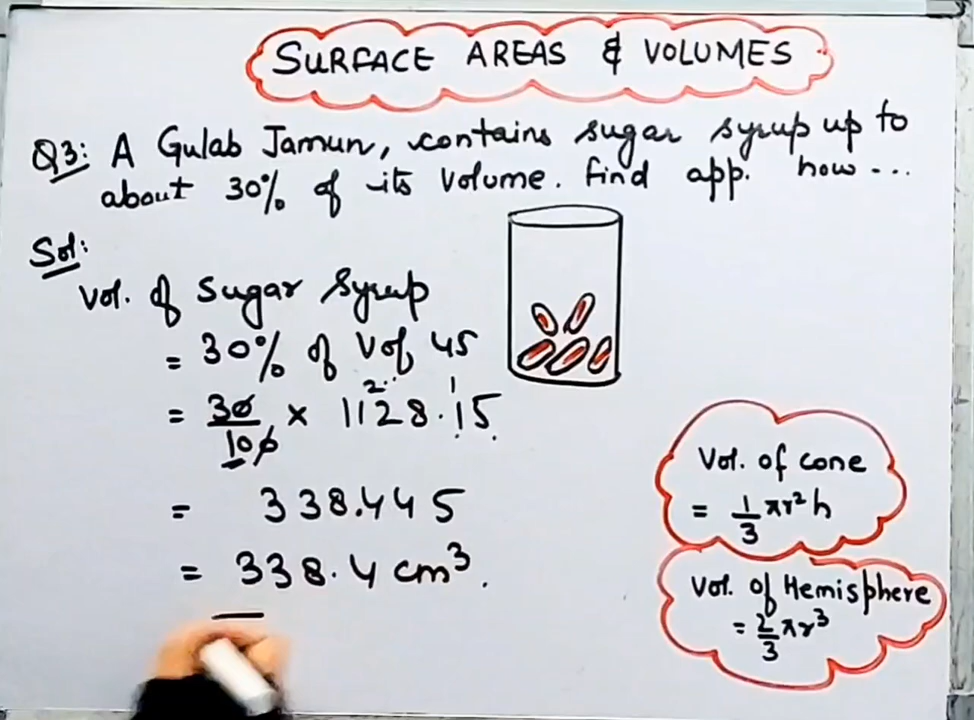 SURFACE AREAS & VOLUMES
Q3: A Gulab Jamun, contains sugar syrup up to
about 30% of its volume. find app. how...
Sol:
Vol. of sugar syrup
= 30% of V of 45
= 30/100 × 1128.15
2 1
= 338.445
= 338.4 cm³.
Vol. of cone
= 1/3 πr²h
Vol. of Hemisphere
= 2/3 πr³